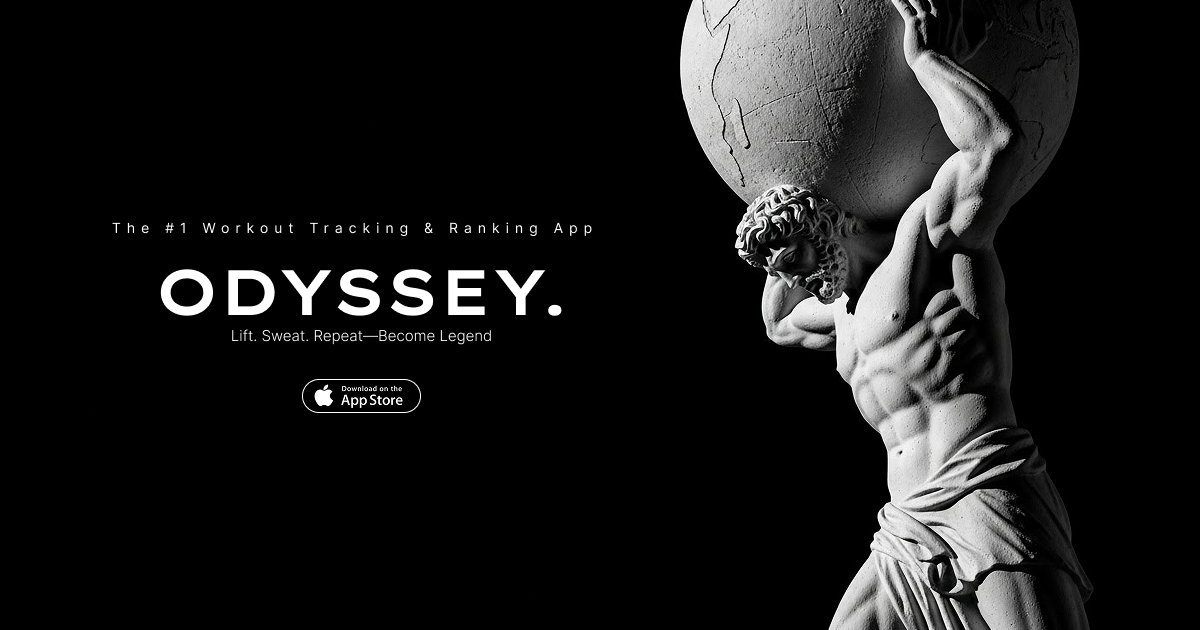 The #1 Workout Tracking & Ranking App
ODYSSEY.
Lift. Sweat. Repeat—Become Legend
Download on the
App Store